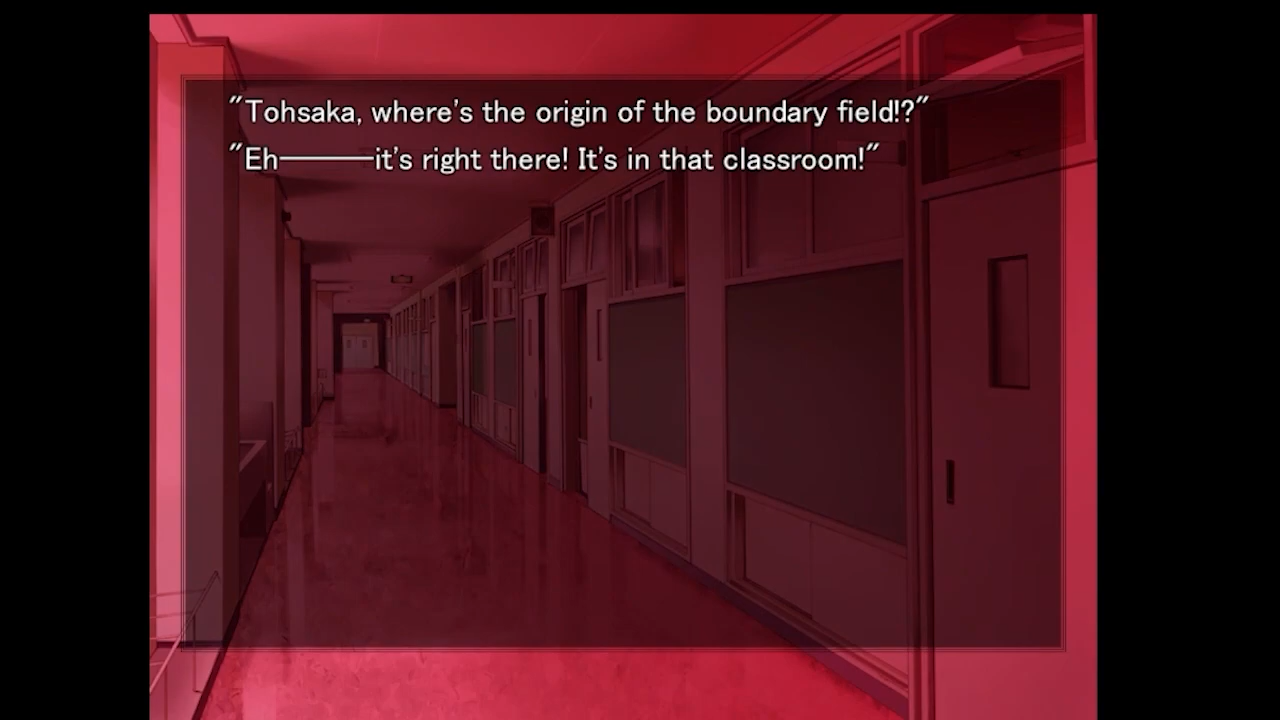 "Tohsaka, where's the origin of the boundary field!?"
"Eh―――it's right there! It's in that classroom!"